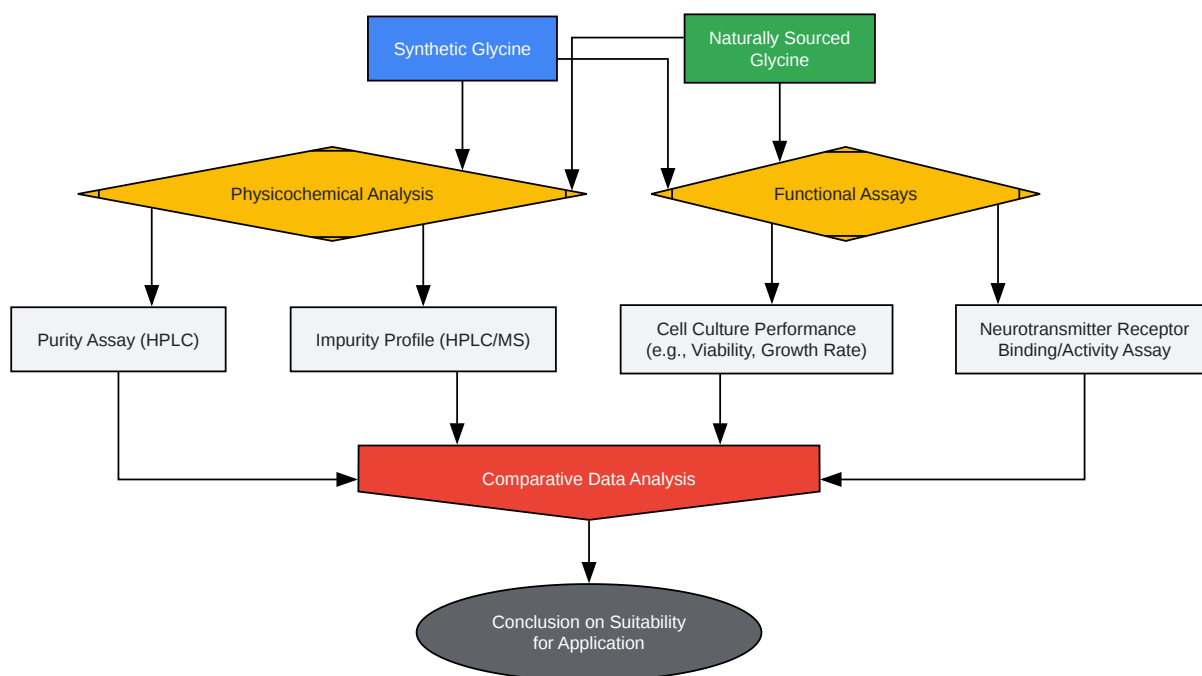 Synthetic Glycine
Naturally Sourced
Glycine
Physicochemical Analysis
Functional Assays
Purity Assay (HPLC)
Impurity Profile (HPLC/MS)
Cell Culture Performance
(e.g., Viability, Growth Rate)
Neurotransmitter Receptor
Binding/Activity Assay
Comparative Data Analysis
Conclusion on Suitability
for Application